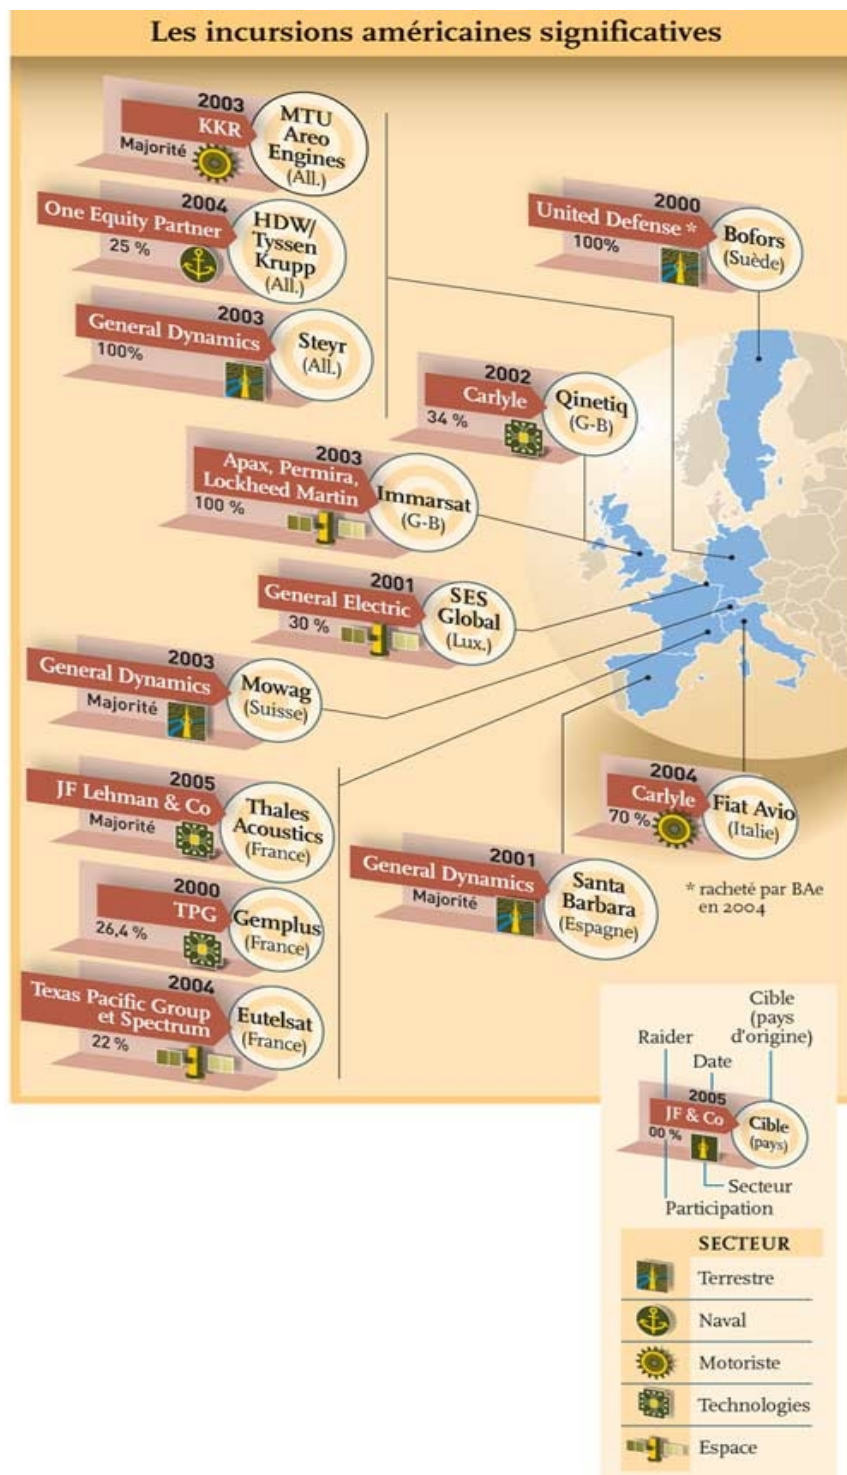 Les incursions américaines significatives
2003
KKR
Majorité
MTU
Areo
Engines
(All.)
2004
One Equity Partner
25 %
HDW/
Tyssen
Krupp
(All.)
2003
General Dynamics
100%
Steyr
(All.)
2000
United Defense *
100%
Bofors
(Suède)
2002
Carlyle
34 %
Qinetiq
(G-B)
2003
Apax, Permira,
Lockheed Martin
100 %
Immarsat
(G-B)
2001
General Electric
30 %
SES
Global
(Lux.)
2003
General Dynamics
Majorité
Mowag
(Suisse)
2005
JF Lehman & Co
Majorité
Thales
Acoustics
(France)
2000
TPG
26,4 %
Gemplus
(France)
2004
Texas Pacific Group
et Spectrum
22 %
Eutelsat
(France)
2004
Carlyle
70 %
Fiat Avio
(Italie)
2001
General Dynamics
Majorité
Santa
Barbara
(Espagne)
* racheté par BAe
en 2004
Cible
(pays
d'origine)
Raider
Date
2005
JF & Co
00 %
Cible
(pays)
Secteur
Participation
SECTEUR
Terrestre
Naval
Motoriste
Technologies
Espace